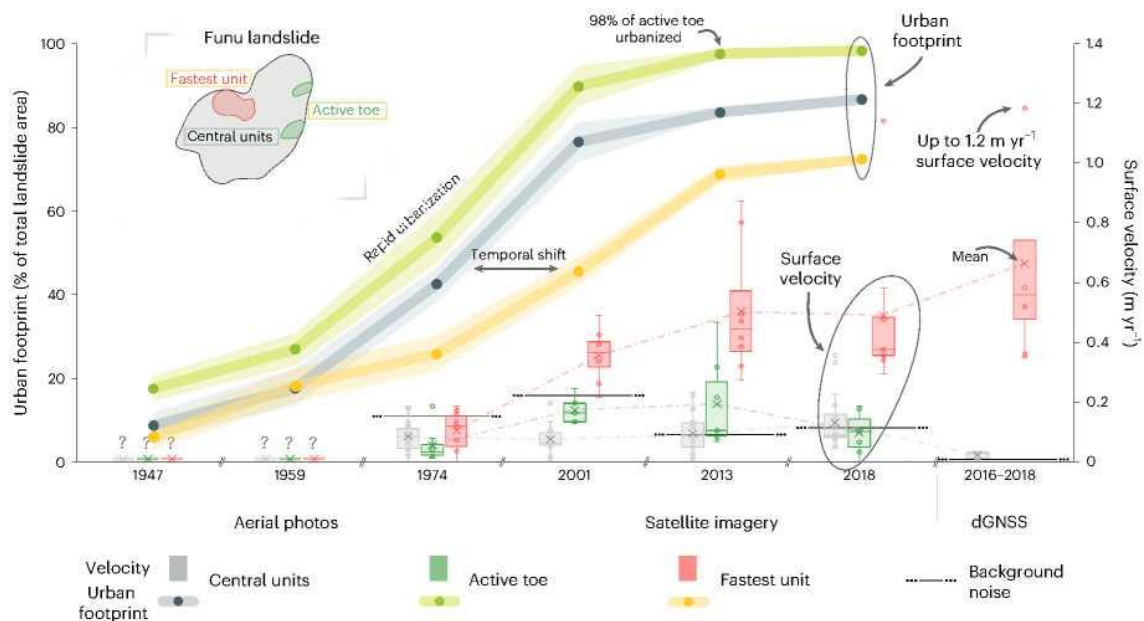 98% of active toe
urbanized
Urban
footprint
100
80
60
40
20
0
Urban footprint (% of total landslide area)
Funu landslide
Fastest unit
Active toe
Central units
Rapid urbanization
Temporal shift
Surface
velocity
Up to 1.2 m yr⁻¹
surface velocity
Mean
1.4
1.2
1.0
0.8
0.6
0.4
0.2
0
Surface velocity (m yr⁻¹)
? ? ?
? ? ?
1947 1959 1974 2001 2013 2018 2016–2018
Aerial photos Satellite imagery dGNSS
Velocity
Urban
footprint
Central units
Active toe
Fastest unit
Background
noise